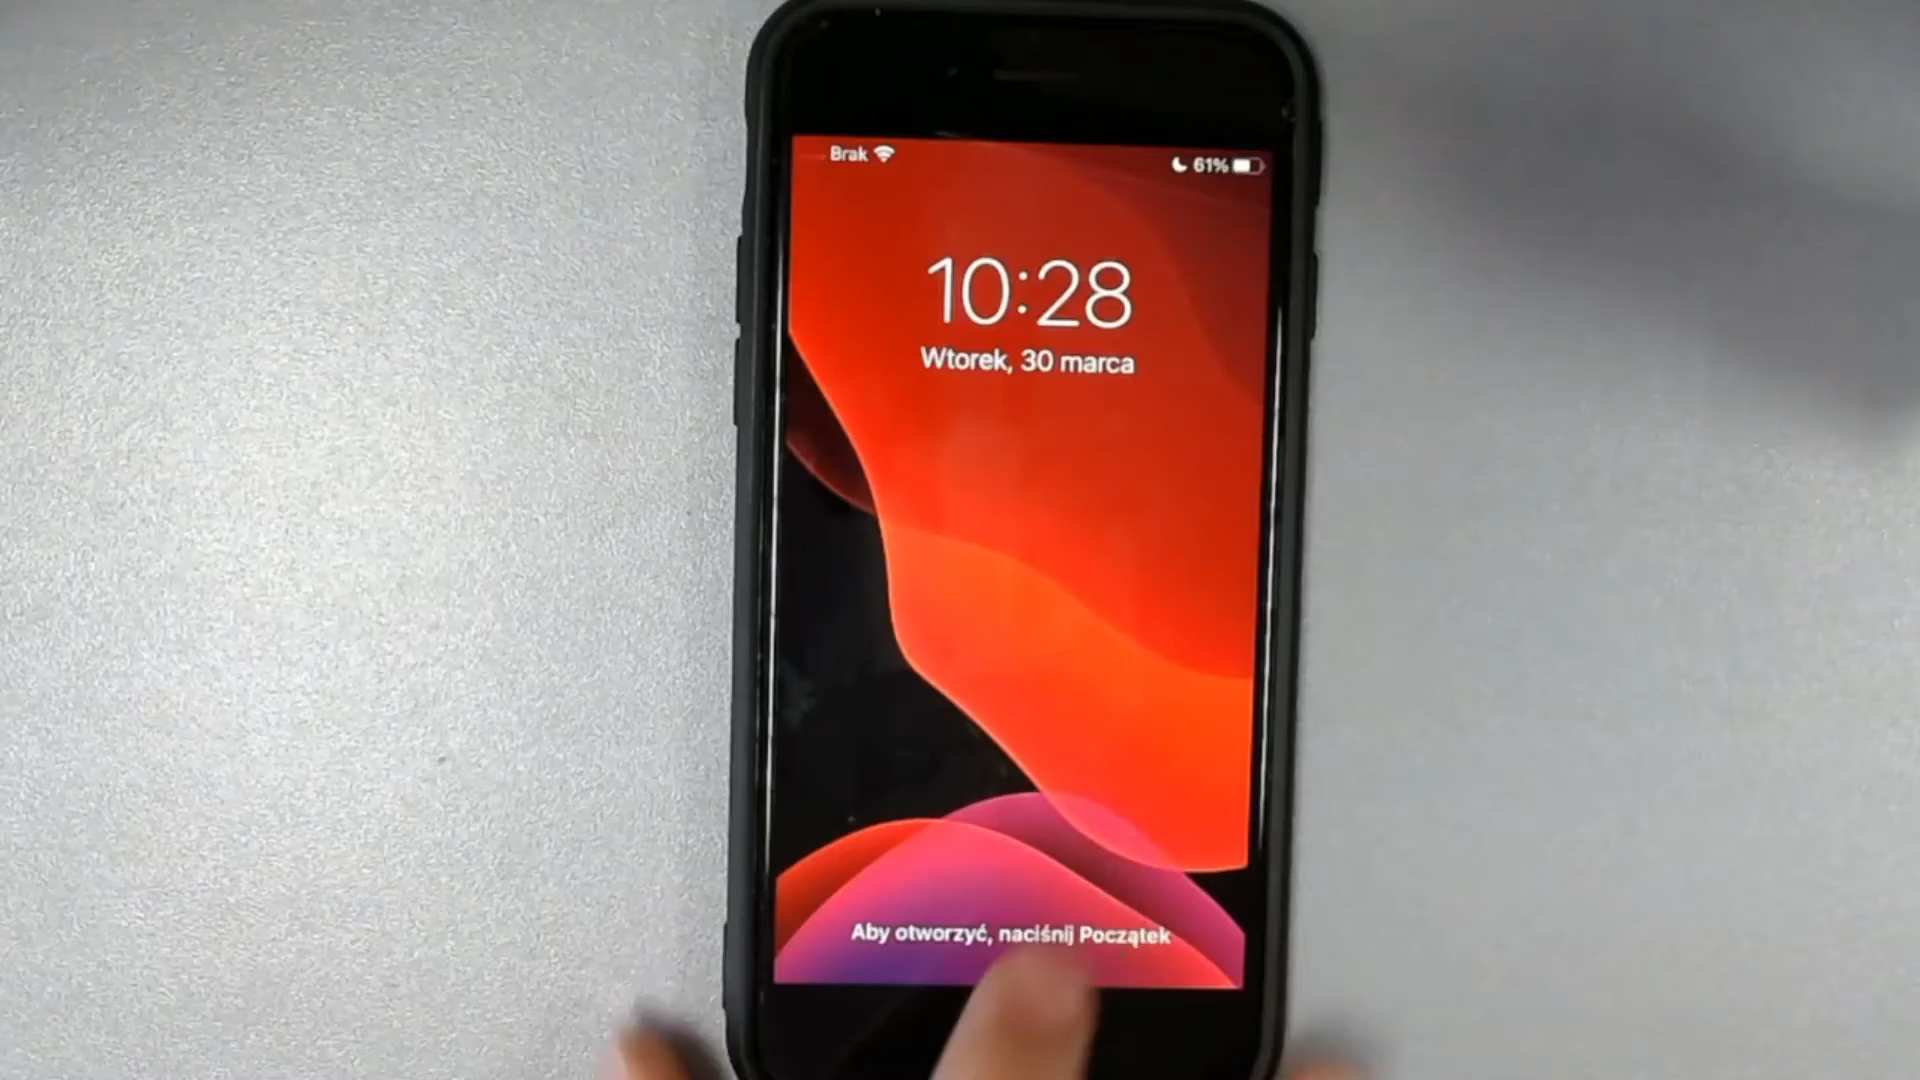 Brak
61%
10:28
Wtorek, 30 marca
Aby otworzyć, naciśnij Początek